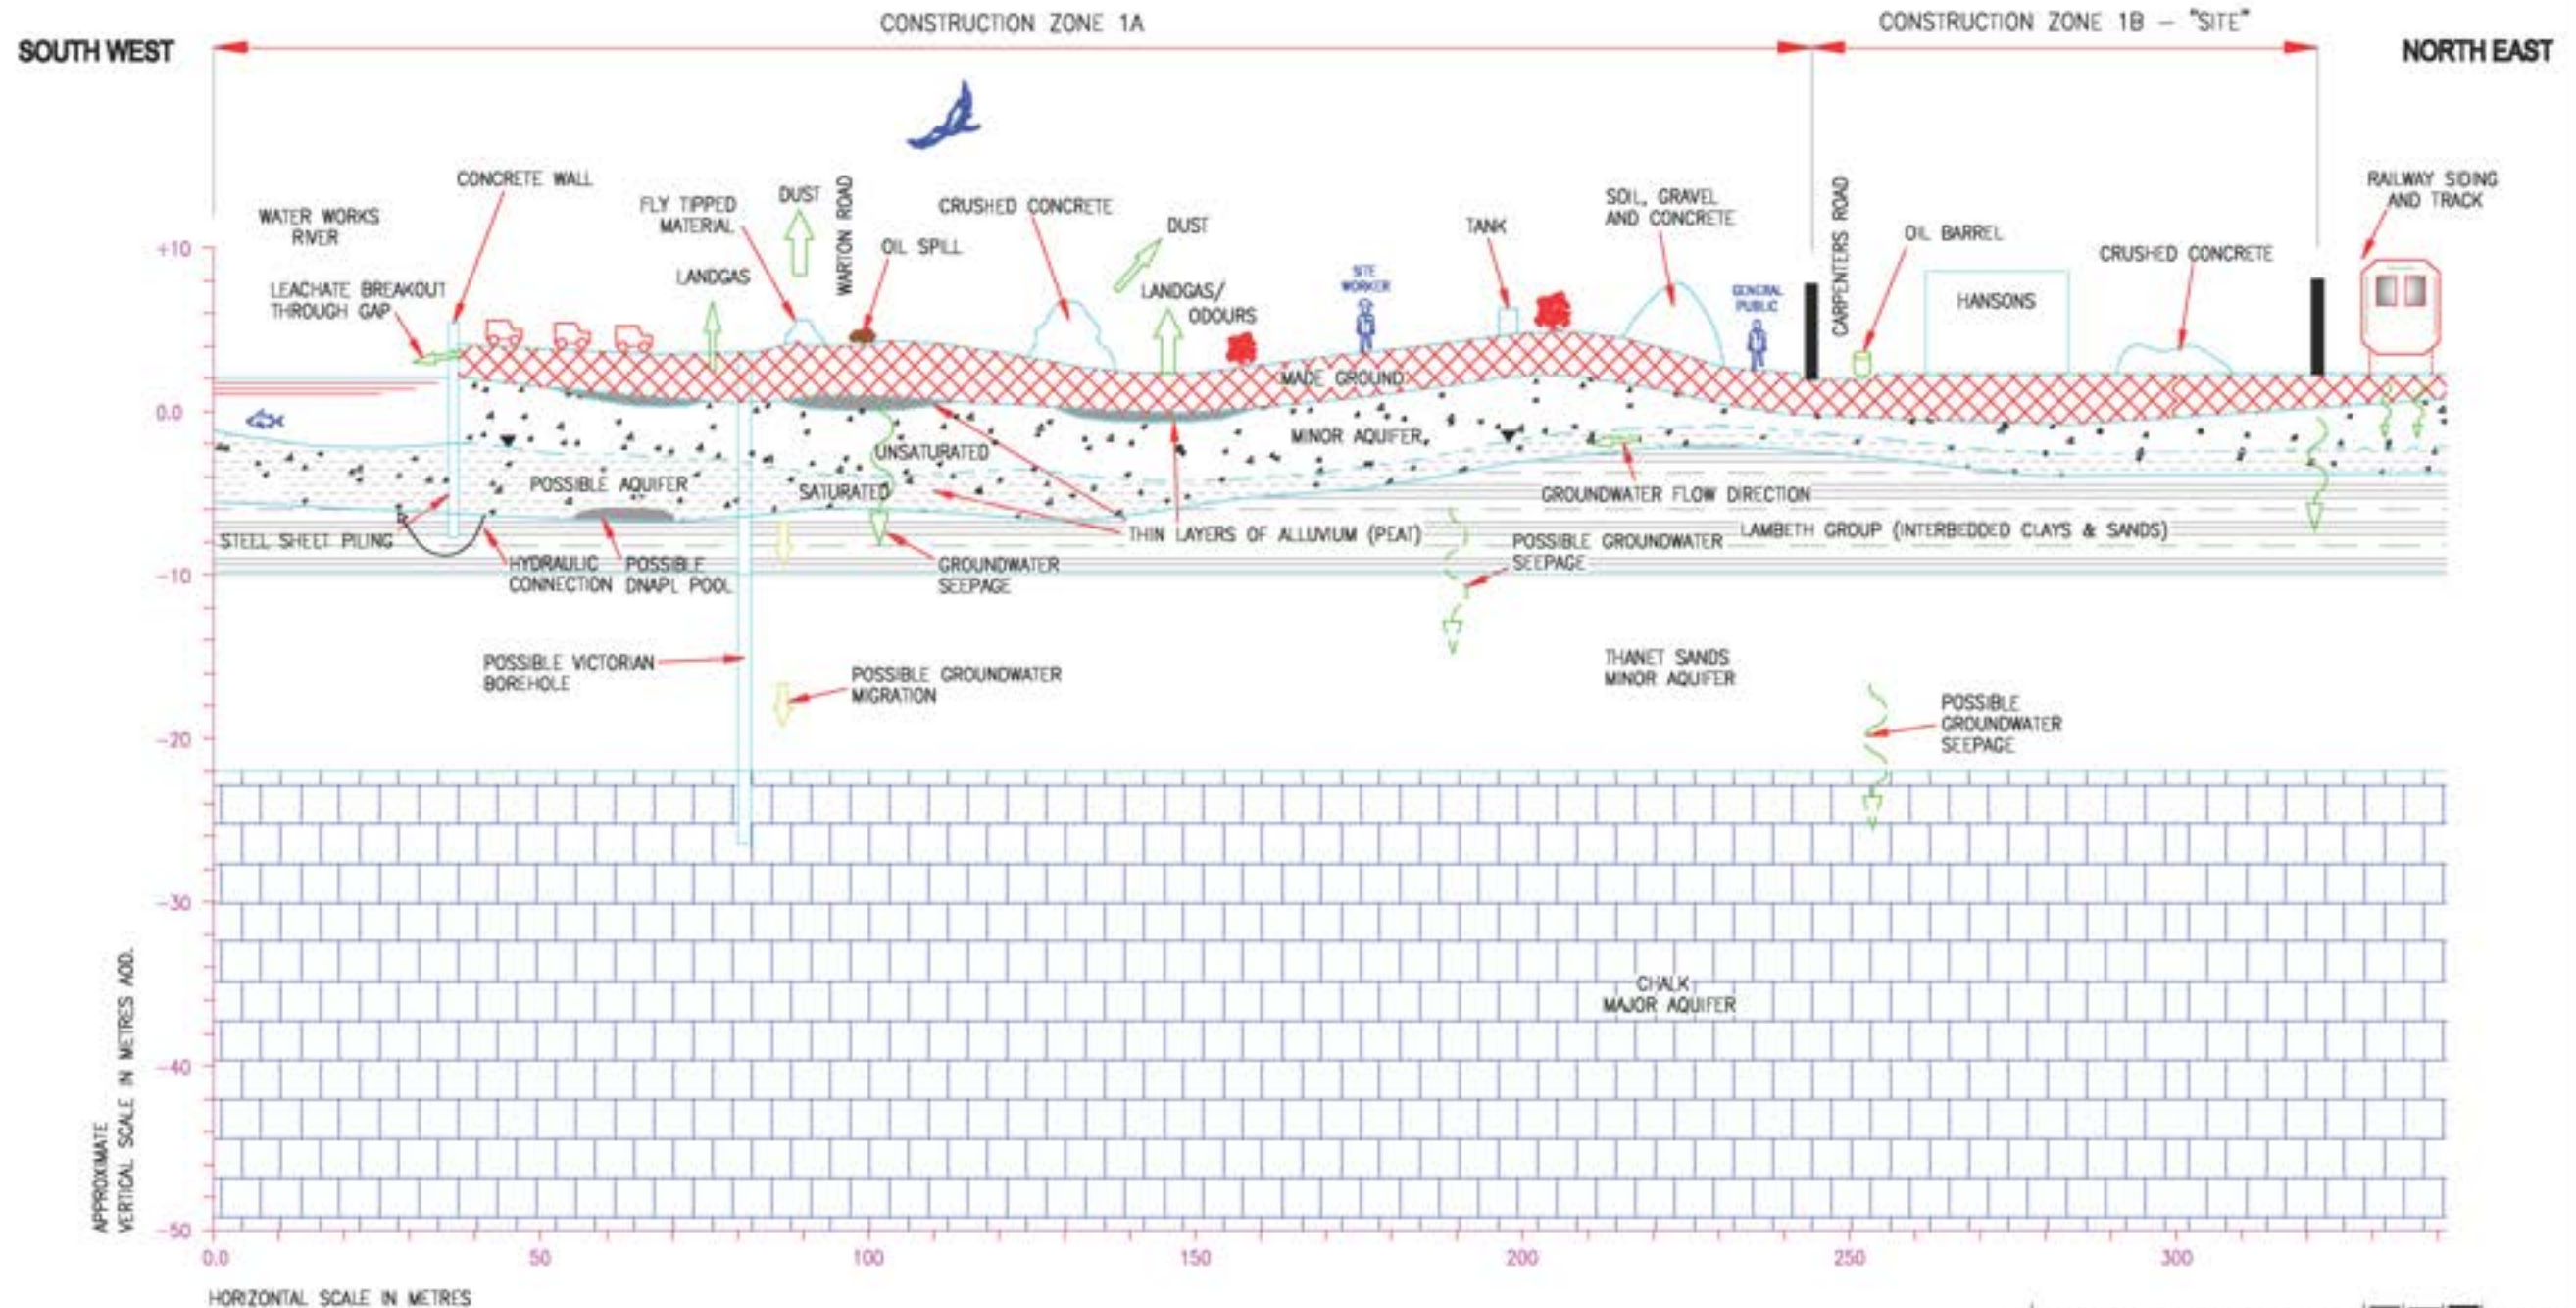 CONSTRUCTION ZONE 1A
CONSTRUCTION ZONE 1B - "SITE"
SOUTH WEST
NORTH EAST
CONCRETE WALL
WATER WORKS
RIVER
LEACHATE BREAKOUT
THROUGH GAP
FLY TIPPED
MATERIAL
LANDGAS
DUST
WARTON ROAD
OIL SPILL
CRUSHED CONCRETE
DUST
LANDGAS/
ODOURS
SITE
WORKER
TANK
SOIL, GRAVEL
AND CONCRETE
GENERAL
PUBLIC
CARPENTERS ROAD
OIL BARREL
HANSONS
CRUSHED CONCRETE
RAILWAY SIDING
AND TRACK
MADE GROUND
MINOR AQUIFER
UNSATURATED
POSSIBLE AQUIFER
SATURATED
GROUNDWATER FLOW DIRECTION
STEEL SHEET PILING
HYDRAULIC
CONNECTION
POSSIBLE
DNAPL POOL
GROUNDWATER
SEEPAGE
THIN LAYERS OF ALLUVIUM (PEAT)
POSSIBLE GROUNDWATER
SEEPAGE
LAMBETH GROUP (INTERBEDDED CLAYS & SANDS)
POSSIBLE VICTORIAN
BOREHOLE
POSSIBLE GROUNDWATER
MIGRATION
THANET SANDS
MINOR AQUIFER
POSSIBLE
GROUNDWATER
SEEPAGE
CHALK
MAJOR AQUIFER
+10
0.0
-10
-20
-30
-40
-50
APPROXIMATE
VERTICAL SCALE IN METRES AOD.
0.0
50
100
150
200
250
300
HORIZONTAL SCALE IN METRES